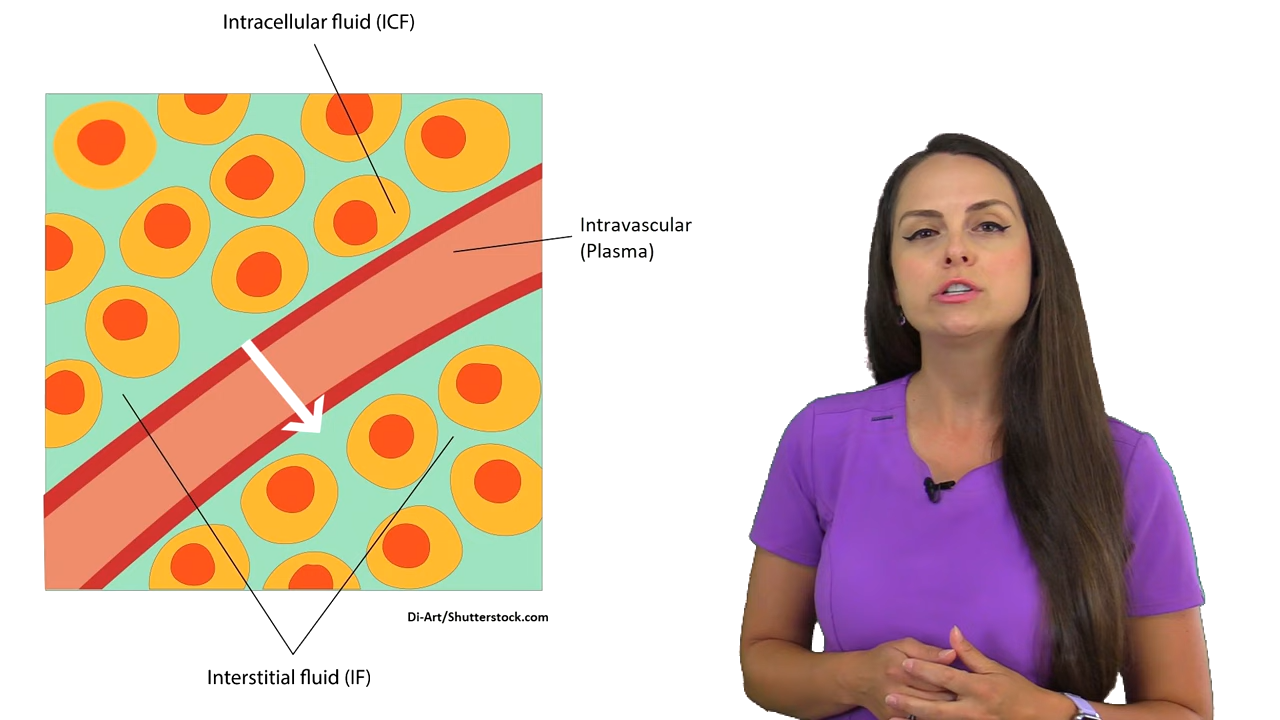 Intracellular fluid (ICF)
Intravascular
(Plasma)
Di-Art/Shutterstock.com
Interstitial fluid (IF)